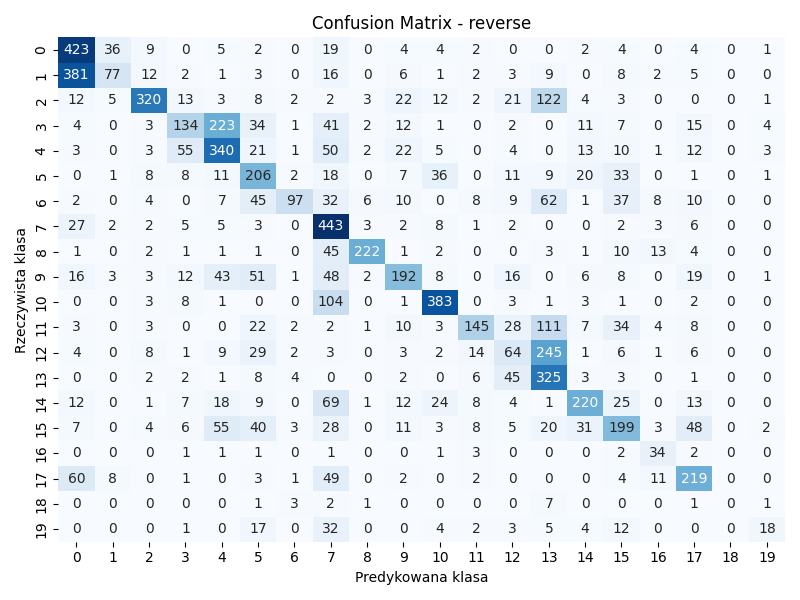 Confusion Matrix - reverse
0 423 36 9 0 5 2 0 19 0 4 4 2 0 0 2 4 0 4 0 1
1 381 77 12 2 1 3 0 16 0 6 1 2 3 9 0 8 2 5 0 0
2 12 5 320 13 3 8 2 2 3 22 12 2 21 122 4 3 0 0 0 1
3 4 0 3 134 223 34 1 41 2 12 1 0 2 0 11 7 0 15 0 4
4 3 0 3 55 340 21 1 50 2 22 5 0 4 0 13 10 1 12 0 3
5 0 1 8 8 11 206 2 18 0 7 36 0 11 9 20 33 0 1 0 1
6 2 0 4 0 7 45 97 32 6 10 0 8 9 62 1 37 8 10 0 0
7 27 2 2 5 5 3 0 443 3 2 8 1 2 0 0 2 3 6 0 0
8 1 0 2 1 1 1 0 45 222 1 2 0 0 3 1 10 13 4 0 0
9 16 3 3 12 43 51 1 48 2 192 8 0 16 0 6 8 0 19 0 1
10 0 0 3 8 1 0 0 104 0 1 383 0 3 1 3 1 0 2 0 0
11 3 0 3 0 0 22 2 2 1 10 3 145 28 111 7 34 4 8 0 0
12 4 0 8 1 9 29 2 3 0 3 2 14 64 245 1 6 1 6 0 0
13 0 0 2 2 1 8 4 0 0 2 0 6 45 325 3 3 0 1 0 0
14 12 0 1 7 18 9 0 69 1 12 24 8 4 1 220 25 0 13 0 0
15 7 0 4 6 55 40 3 28 0 11 3 8 5 20 31 199 3 48 0 2
16 0 0 0 1 1 1 0 1 0 0 1 3 0 0 0 2 34 2 0 0
17 60 8 0 1 0 3 1 49 0 2 0 2 0 0 0 4 11 219 0 0
18 0 0 0 0 0 1 3 2 1 0 0 0 0 7 0 0 0 1 0 1
19 0 0 0 1 0 17 0 32 0 0 4 2 3 5 4 12 0 0 0 18
0 1 2 3 4 5 6 7 8 9 10 11 12 13 14 15 16 17 18 19
Predykowana klasa
Rzeczywista klasa